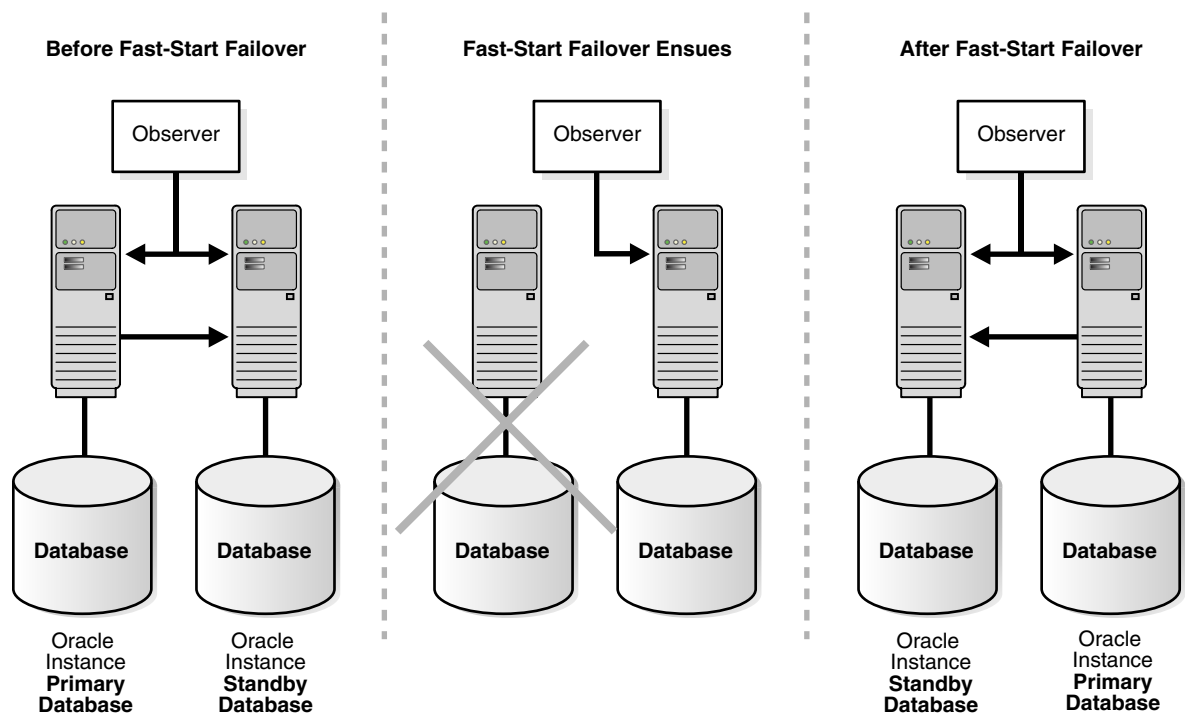 Before Fast-Start Failover
Observer
Database
Database
Oracle
Instance
Primary
Database
Oracle
Instance
Standby
Database
Fast-Start Failover Ensues
Observer
Database
Database
After Fast-Start Failover
Observer
Database
Database
Oracle
Instance
Standby
Database
Oracle
Instance
Primary
Database